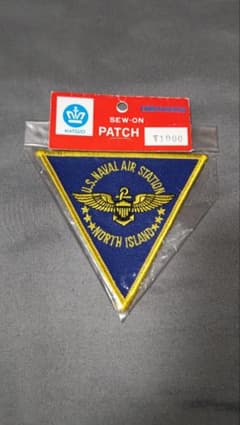 SEW-ON
PATCH
¥1000
U.S. NAVAL AIR STATION
NORTH ISLAND